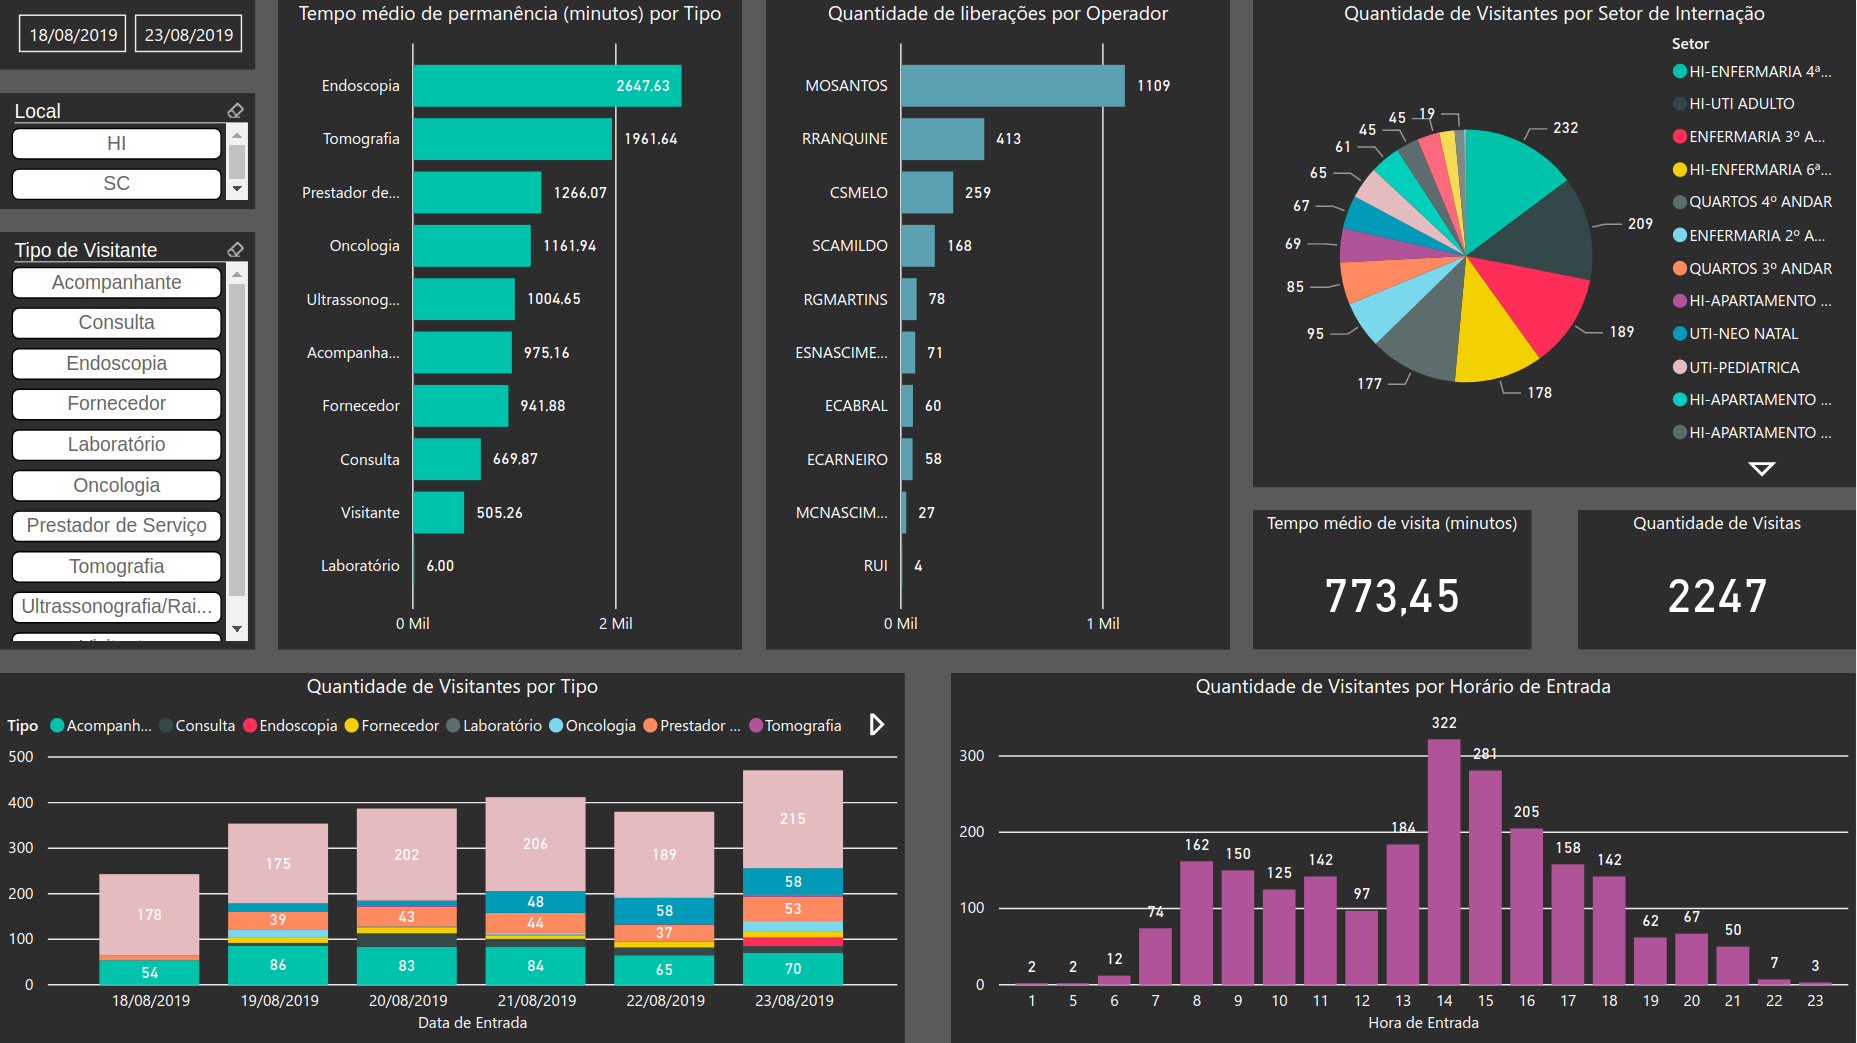 18/08/2019
23/08/2019
Local
HI
SC
Tipo de Visitante
Acompanhante
Consulta
Endoscopia
Fornecedor
Laboratório
Oncologia
Prestador de Serviço
Tomografia
Ultrassonografia/Rai...
Tempo médio de permanência (minutos) por Tipo
Endoscopia 2647,63
Tomografia 1961,64
Prestador de... 1266,07
Oncologia 1161,94
Ultrassonog... 1004,65
Acompanha... 975,16
Fornecedor 941,88
Consulta 669,87
Visitante 505,26
Laboratório 6,00
0 Mil 2 Mil
Quantidade de liberações por Operador
MOSANTOS 1109
RRANQUINE 413
CSMELO 259
SCAMILDO 168
RGMARTINS 78
ESNASCIME... 71
ECABRAL 60
ECARNEIRO 58
MCNASCIM... 27
RUI 4
0 Mil 1 Mil
Quantidade de Visitantes por Setor de Internação
232
209
189
178
177
95
85
69
67
65
61
45
45
19
Setor
HI-ENFERMARIA 4ª...
HI-UTI ADULTO
ENFERMARIA 3º A...
HI-ENFERMARIA 6ª...
QUARTOS 4º ANDAR
ENFERMARIA 2º A...
QUARTOS 3º ANDAR
HI-APARTAMENTO ...
UTI-NEO NATAL
UTI-PEDIATRICA
HI-APARTAMENTO ...
HI-APARTAMENTO ...
Tempo médio de visita (minutos)
773,45
Quantidade de Visitas
2247
Quantidade de Visitantes por Tipo
Tipo Acompanh... Consulta Endoscopia Fornecedor Laboratório Oncologia Prestador ... Tomografia
500
400
300
200
100
0
178
54
175
39
86
202
43
83
206
48
44
84
189
58
37
65
215
58
53
70
18/08/2019 19/08/2019 20/08/2019 21/08/2019 22/08/2019 23/08/2019
Data de Entrada
Quantidade de Visitantes por Horário de Entrada
300
200
100
0
2 2 12 74 162 150 125 142 97 184 322 281 205 158 142 62 67 50 7 3
1 5 6 7 8 9 10 11 12 13 14 15 16 17 18 19 20 21 22 23
Hora de Entrada